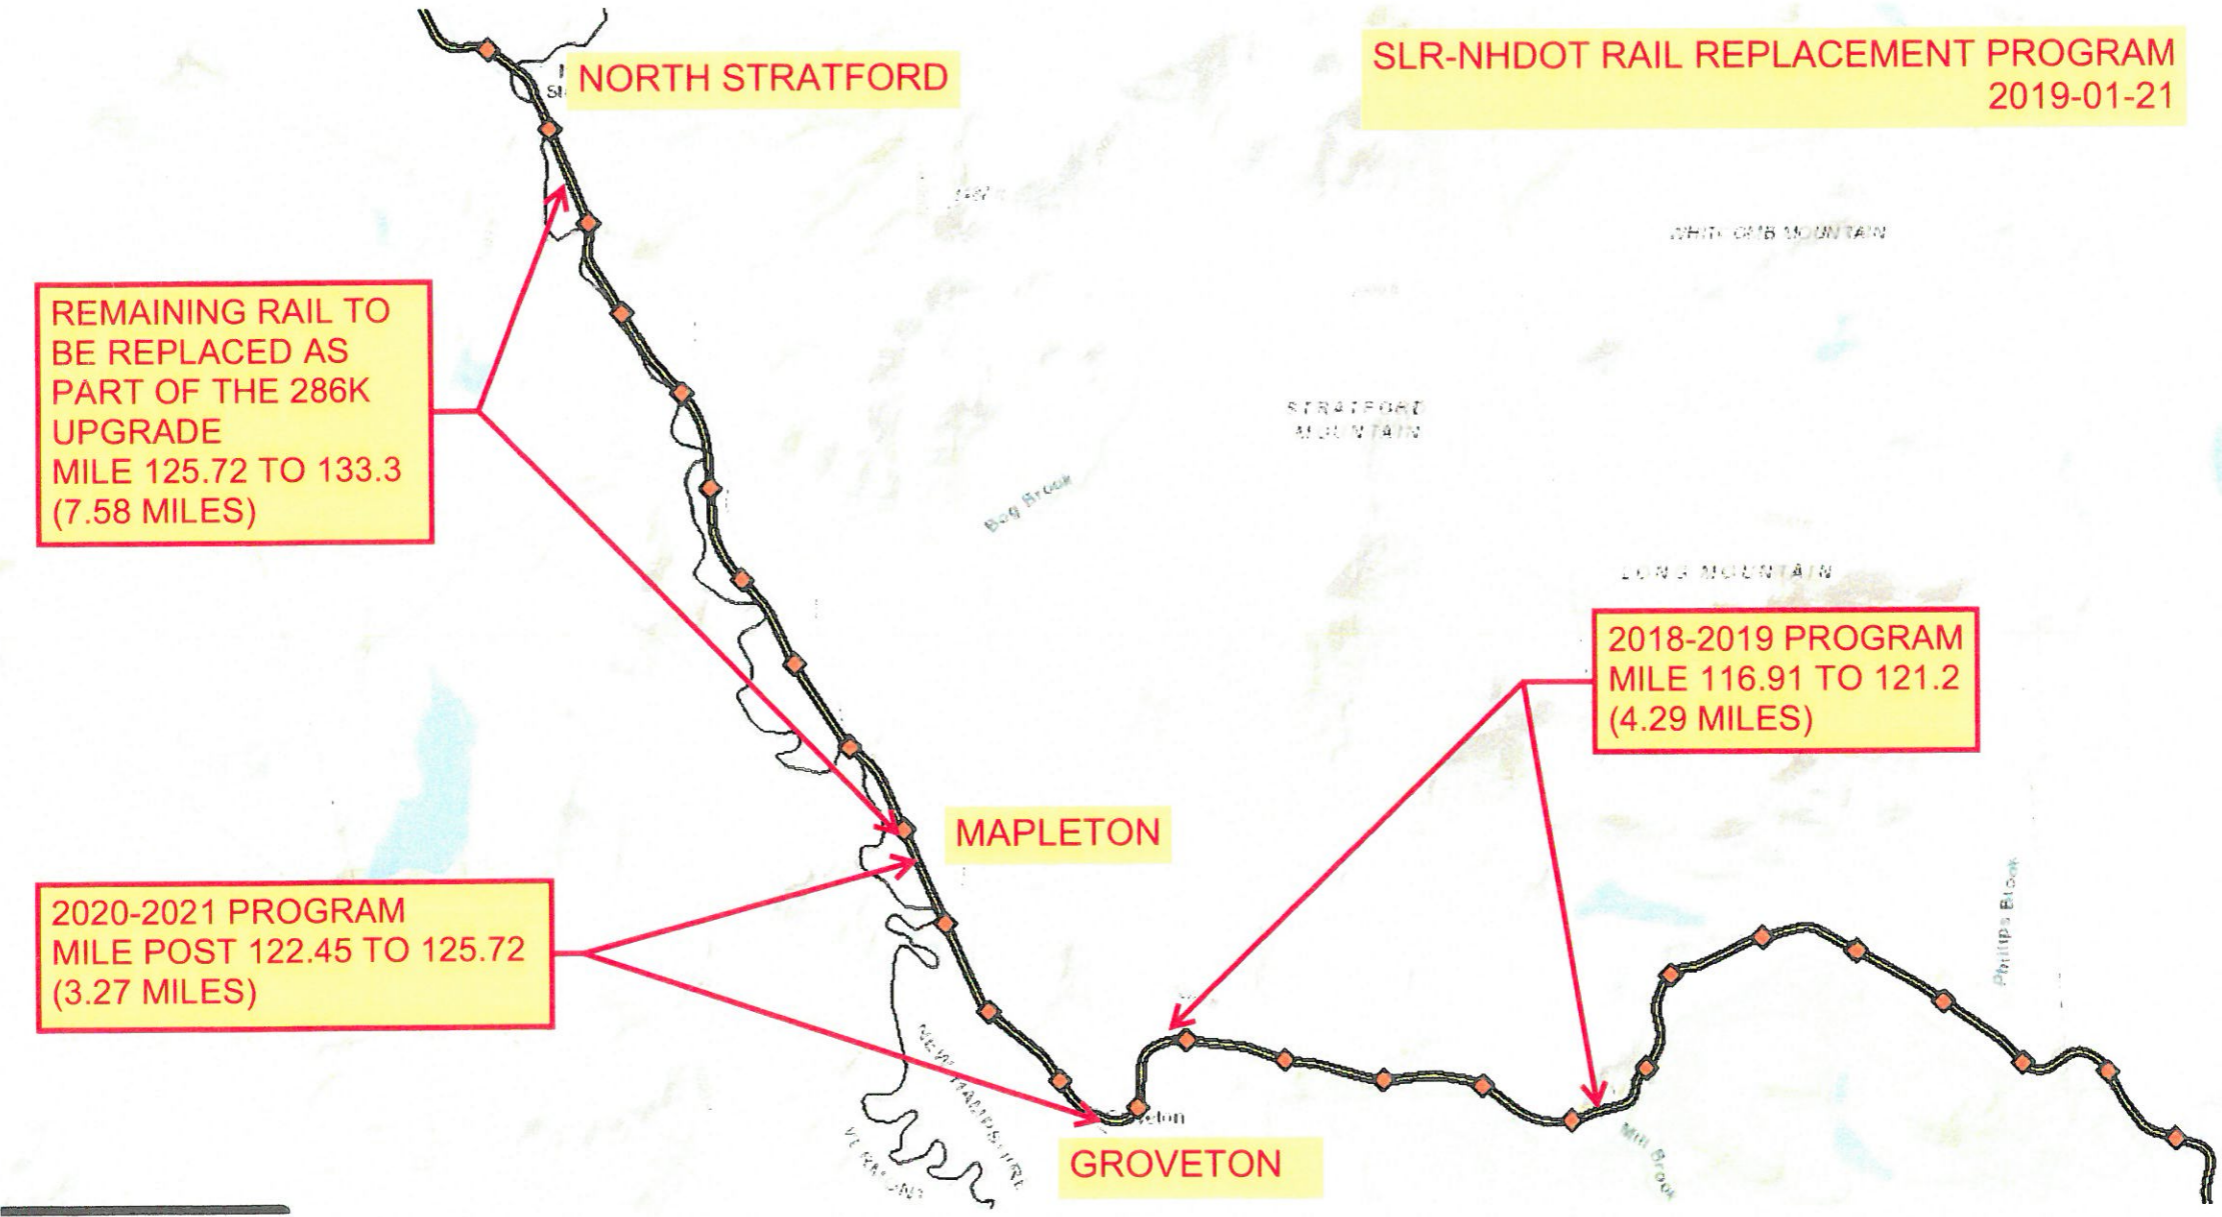 NORTH STRATFORD
SLR-NHDOT RAIL REPLACEMENT PROGRAM
2019-01-21
WHITCOMB MOUNTAIN
REMAINING RAIL TO
BE REPLACED AS
PART OF THE 286K
UPGRADE
MILE 125.72 TO 133.3
(7.58 MILES)
STRATFORD
MOUNTAIN
Bog Brook
LONG MOUNTAIN
2018-2019 PROGRAM
MILE 116.91 TO 121.2
(4.29 MILES)
MAPLETON
2020-2021 PROGRAM
MILE POST 122.45 TO 125.72
(3.27 MILES)
Phillips Brook
NEW HAMPSHIRE
VERMONT
GROVETON
Mill Brook